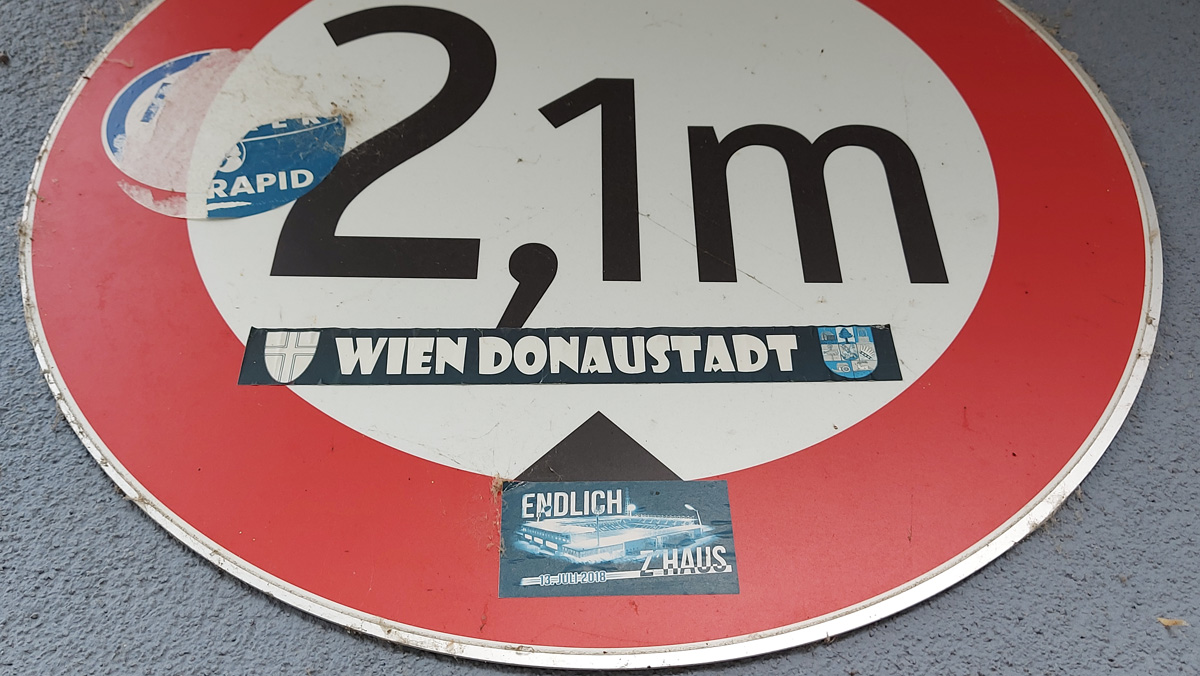 2,1m
RAPID
WIEN DONAUSTADT
ENDLICH
Z'HAUS
13. JULI 2018